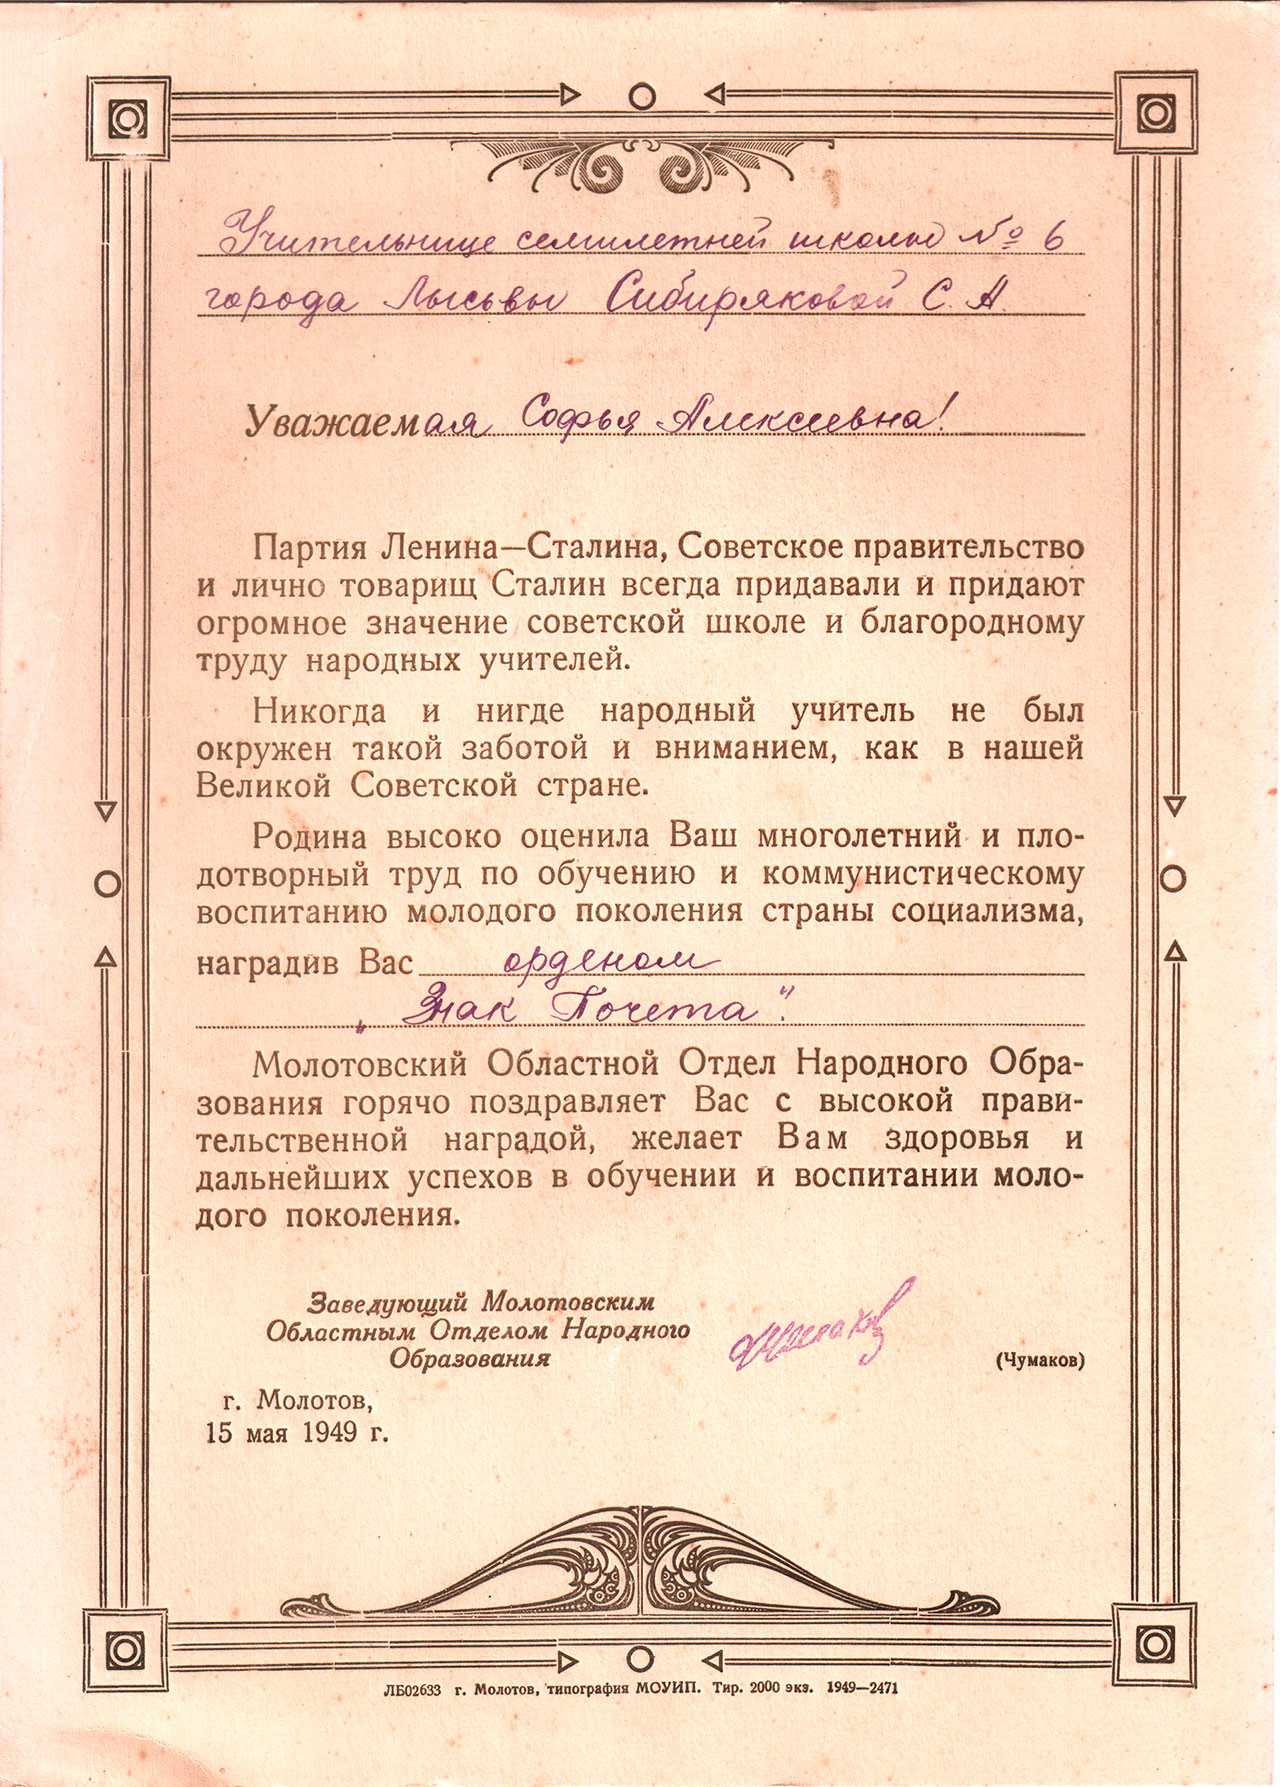 Учительнице семилетней школы № 6
города Лысьвы Сибиряковой С. А.
Уважаемая Софья Алексеевна!
Партия Ленина—Сталина, Советское правительство
и лично товарищ Сталин всегда придавали и придают
огромное значение советской школе и благородному
труду народных учителей.
Никогда и нигде народный учитель не был
окружен такой заботой и вниманием, как в нашей
Великой Советской стране.
Родина высоко оценила Ваш многолетний и пло-
дотворный труд по обучению и коммунистическому
воспитанию молодого поколения страны социализма,
наградив Вас орденом
„Знак Почета".
Молотовский Областной Отдел Народного Обра-
зования горячо поздравляет Вас с высокой прави-
тельственной наградой, желает Вам здоровья и
дальнейших успехов в обучении и воспитании моло-
дого поколения.
Заведующий Молотовским
Областным Отделом Народного
Образования
Чумаков
(Чумаков)
г. Молотов,
15 мая 1949 г.
ЛБ02633 г. Молотов, типография МОУИП. Тир. 2000 экз. 1949—2471